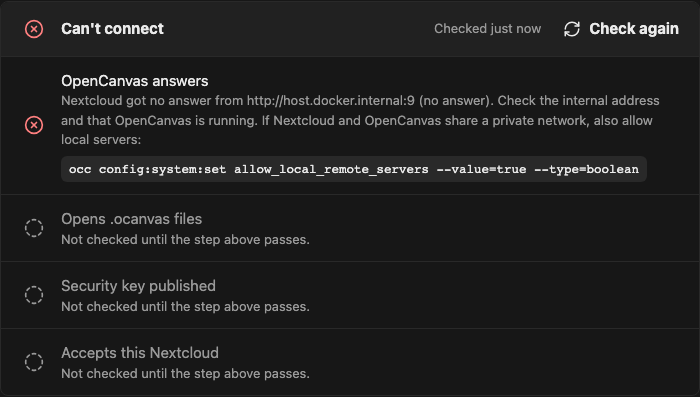 Can't connect
Checked just now
Check again
OpenCanvas answers
Nextcloud got no answer from http://host.docker.internal:9 (no answer). Check the internal address
and that OpenCanvas is running. If Nextcloud and OpenCanvas share a private network, also allow
local servers:
occ config:system:set allow_local_remote_servers --value=true --type=boolean
Opens .ocanvas files
Not checked until the step above passes.
Security key published
Not checked until the step above passes.
Accepts this Nextcloud
Not checked until the step above passes.